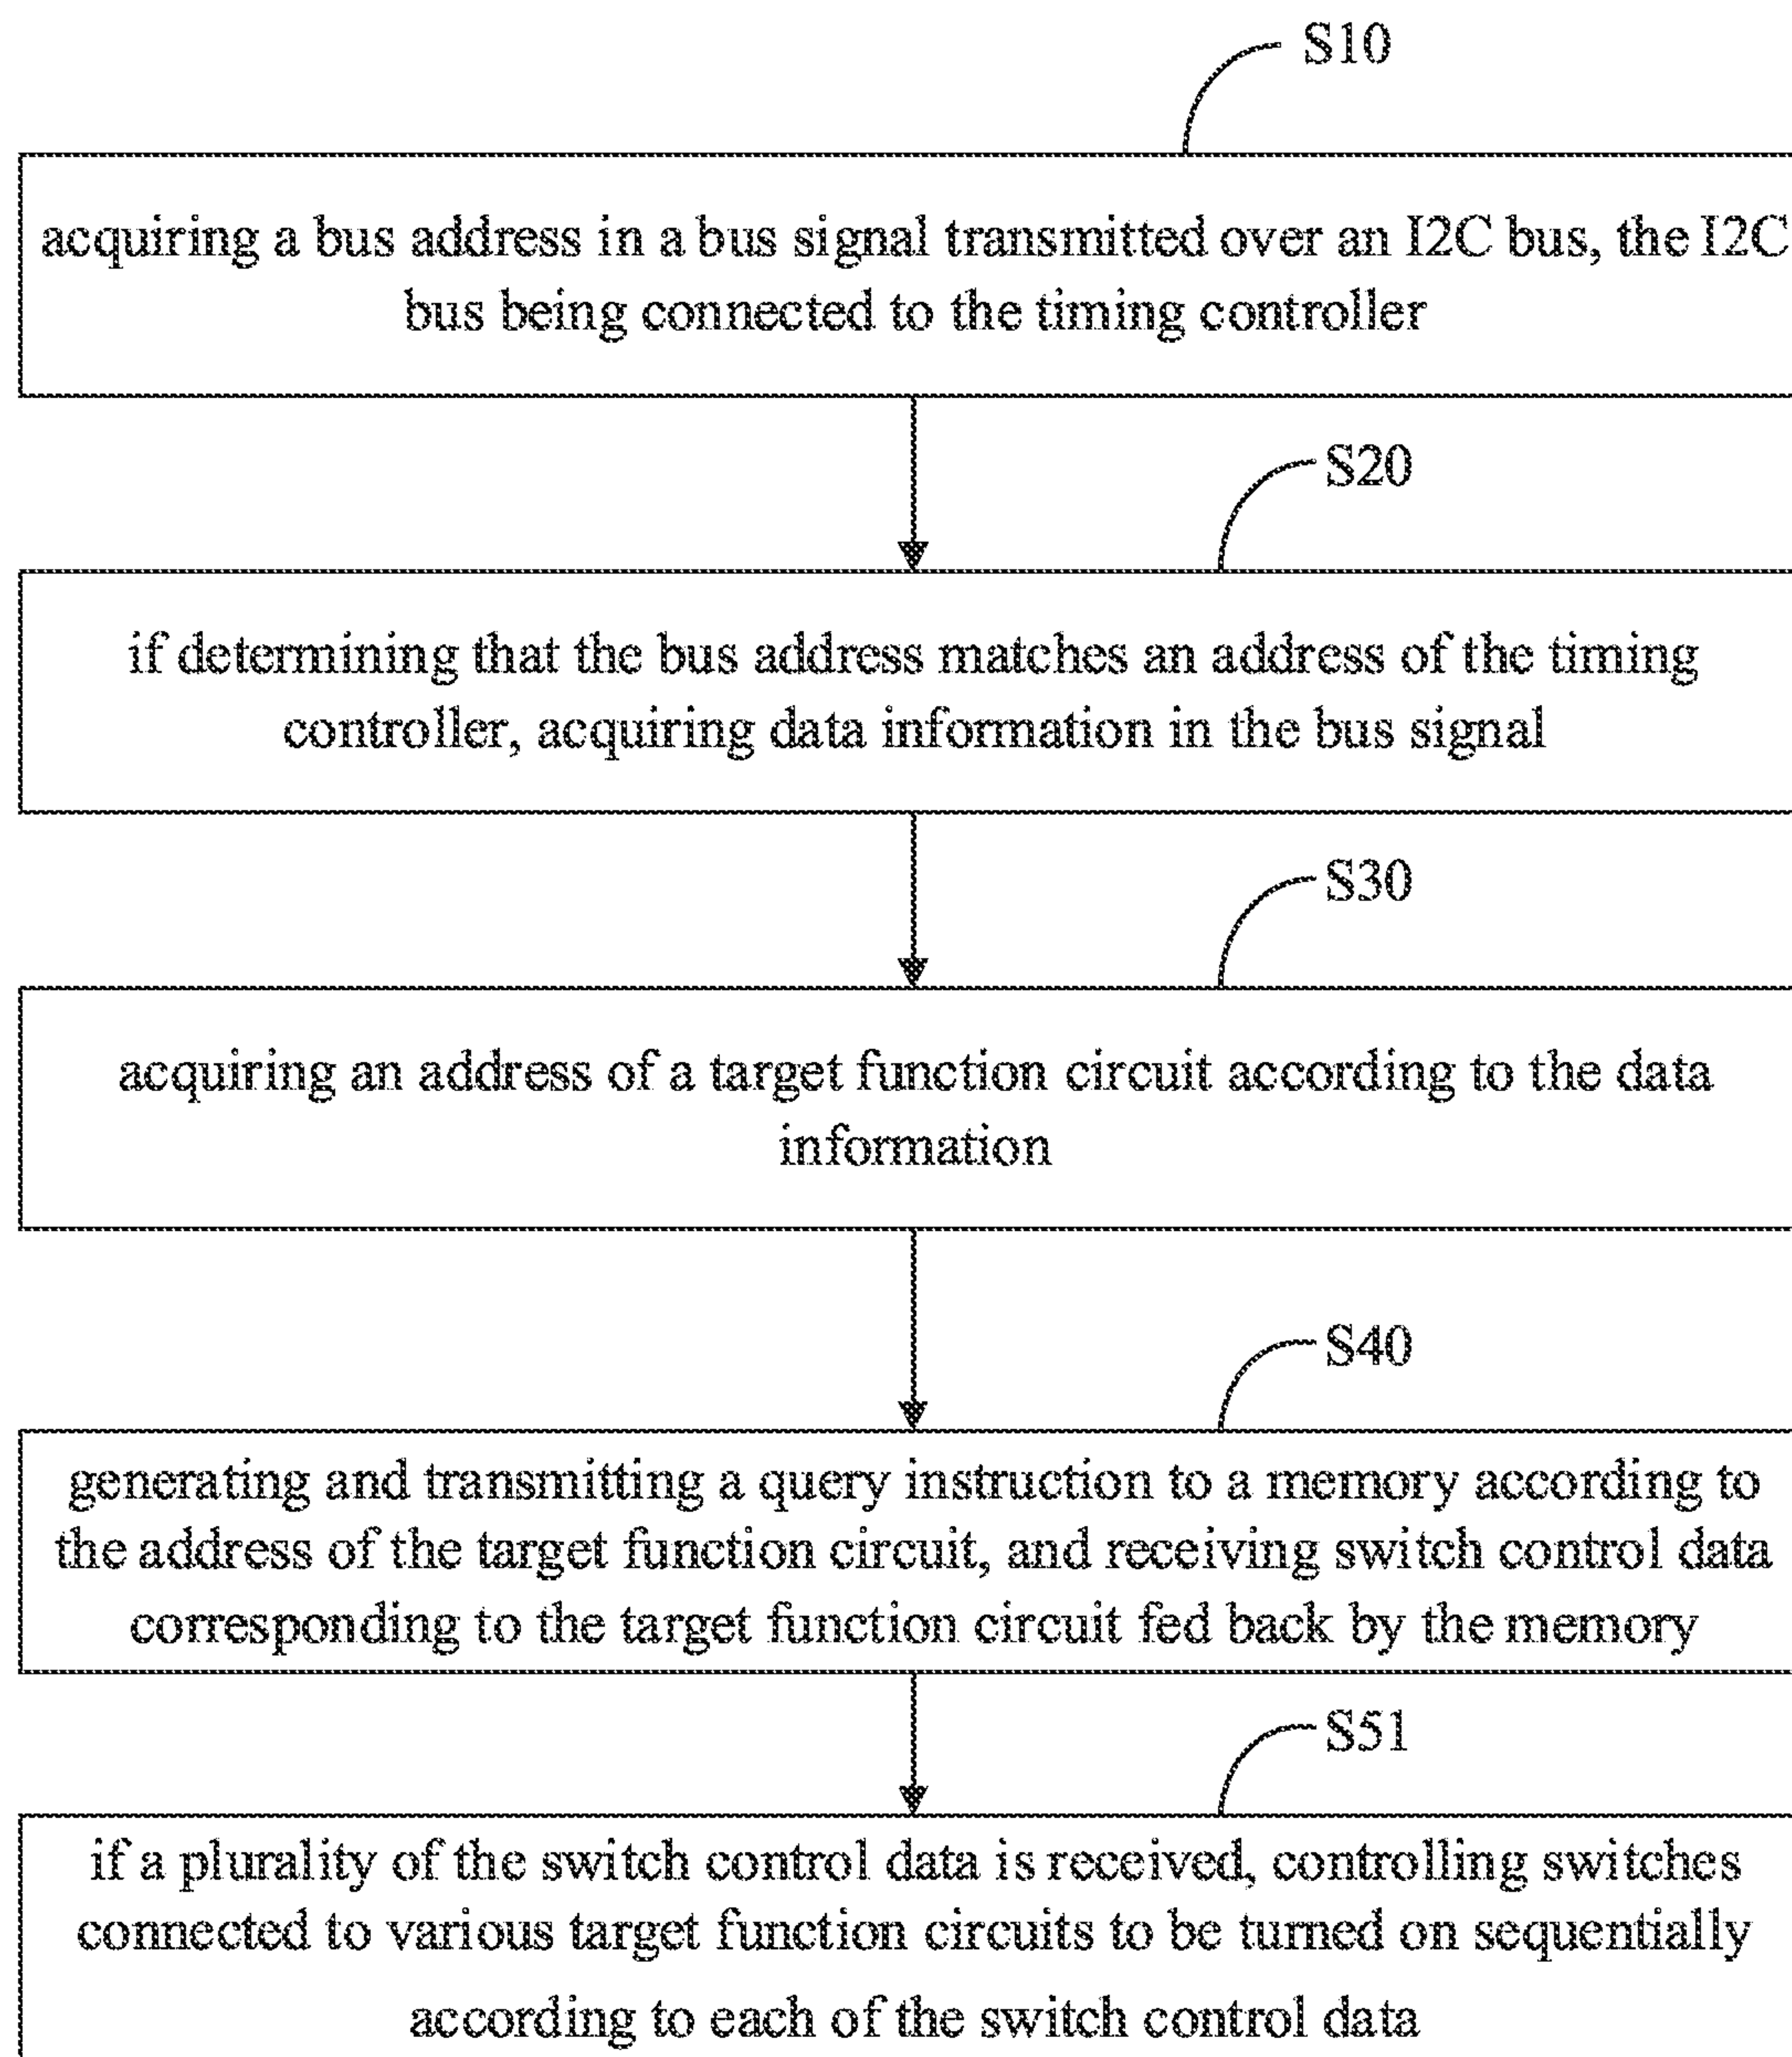 S10
acquiring a bus address in a bus signal transmitted over an I2C bus, the I2C
bus being connected to the timing controller
S20
if determining that the bus address matches an address of the timing
controller, acquiring data information in the bus signal
S30
acquiring an address of a target function circuit according to the data
information
S40
generating and transmitting a query instruction to a memory according to
the address of the target function circuit, and receiving switch control data
corresponding to the target function circuit fed back by the memory
S51
if a plurality of the switch control data is received, controlling switches
connected to various target function circuits to be turned on sequentially
according to each of the switch control data